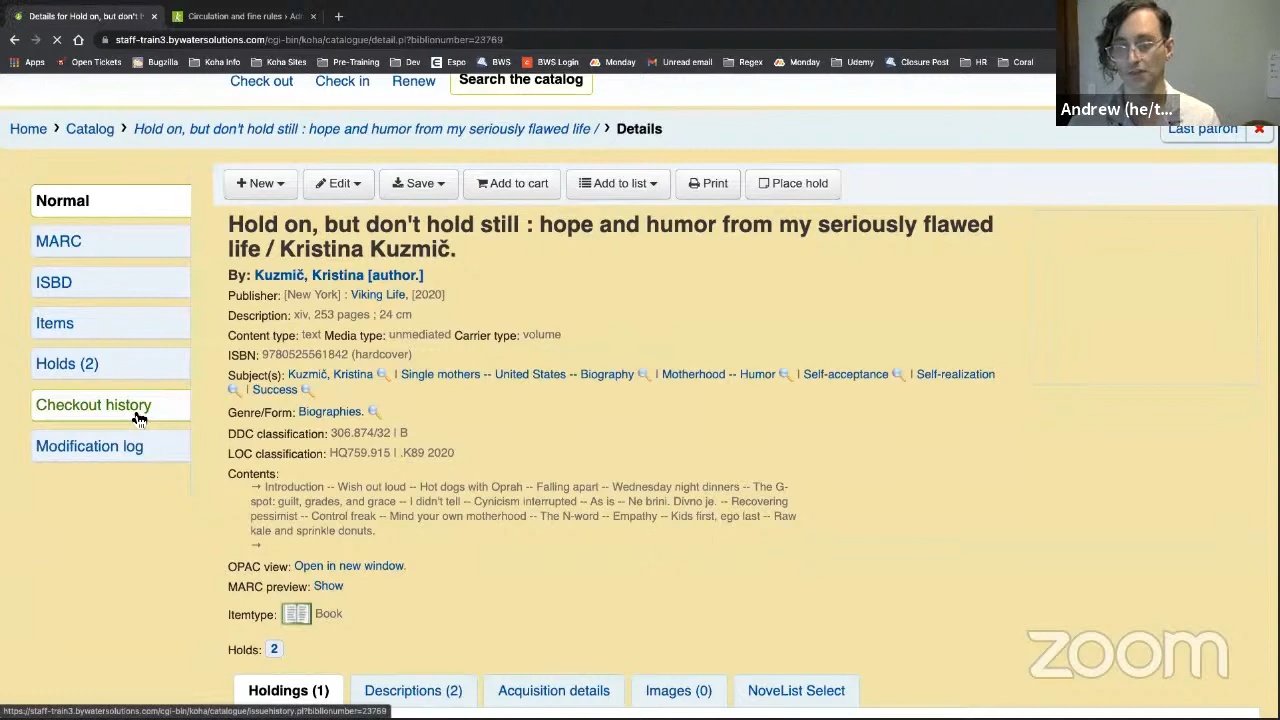 Details for Hold on, but don't h
Circulation and fine rules › Adm
staff-train3.bywatersolutions.com/cgi-bin/koha/catalogue/detail.pl?biblionumber=23769
Apps Open Tickets Bugzilla Koha Info Koha Sites Pre-Training Dev Espo BWS BWS Login Monday Unread email Regex Monday Udemy Closure Post HR Coral
Check out Check in Renew Search the catalog
Andrew (he/t...
Home › Catalog › Hold on, but don't hold still : hope and humor from my seriously flawed life / › Details
Last patron
Normal
MARC
ISBD
Items
Holds (2)
Checkout history
Modification log
New Edit Save Add to cart Add to list Print Place hold
Hold on, but don't hold still : hope and humor from my seriously flawed
life / Kristina Kuzmič.
By: Kuzmič, Kristina [author.]
Publisher: [New York] : Viking Life, [2020]
Description: xiv, 253 pages ; 24 cm
Content type: text Media type: unmediated Carrier type: volume
ISBN: 9780525561842 (hardcover)
Subject(s): Kuzmič, Kristina | Single mothers -- United States -- Biography | Motherhood -- Humor | Self-acceptance | Self-realization
| Success
Genre/Form: Biographies.
DDC classification: 306.874/32 | B
LOC classification: HQ759.915 | .K89 2020
Contents:
→ Introduction -- Wish out loud -- Hot dogs with Oprah -- Falling apart -- Wednesday night dinners -- The G-
spot: guilt, grades, and grace -- I didn't tell -- Cynicism interrupted -- As is -- Ne brini. Divno je. -- Recovering
pessimist -- Control freak -- Mind your own motherhood -- The N-word -- Empathy -- Kids first, ego last -- Raw
kale and sprinkle donuts.
→
OPAC view: Open in new window.
MARC preview: Show
Itemtype: Book
Holds: 2
zoom
Holdings (1) Descriptions (2) Acquisition details Images (0) NoveList Select
https://staff-train3.bywatersolutions.com/cgi-bin/koha/catalogue/issuehistory.pl?biblionumber=23769